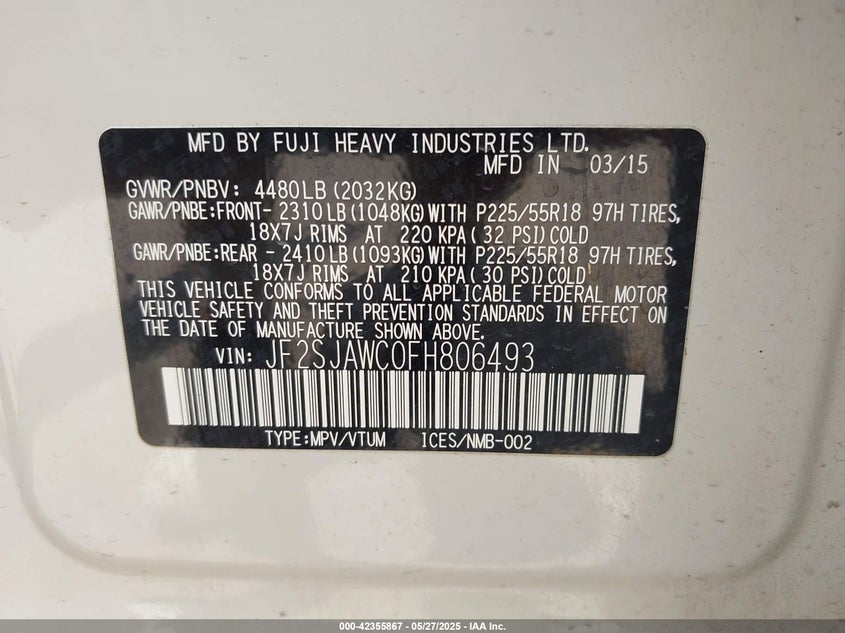 MFD BY FUJI HEAVY INDUSTRIES LTD.
MFD IN 03/15
GVWR/PNBV: 4480LB (2032KG)
GAWR/PNBE:FRONT- 2310LB(1048KG)WITH P225/55R18 97H TIRES,
18X7J RIMS AT 220 KPA( 32 PSI)COLD
GAWR/PNBE:REAR - 2410LB(1093KG)WITH P225/55R18 97H TIRES,
18X7J RIMS AT 210 KPA( 30 PSI)COLD
THIS VEHICLE CONFORMS TO ALL APPLICABLE FEDERAL MOTOR
VEHICLE SAFETY AND THEFT PREVENTION STANDARDS IN EFFECT ON
THE DATE OF MANUFACTURE SHOWN ABOVE.
VIN: JF2SJAWC0FH806493
TYPE:MPV/VTUM ICES/NMB-002
000-42355867 - 05/27/2025 - IAA Inc.